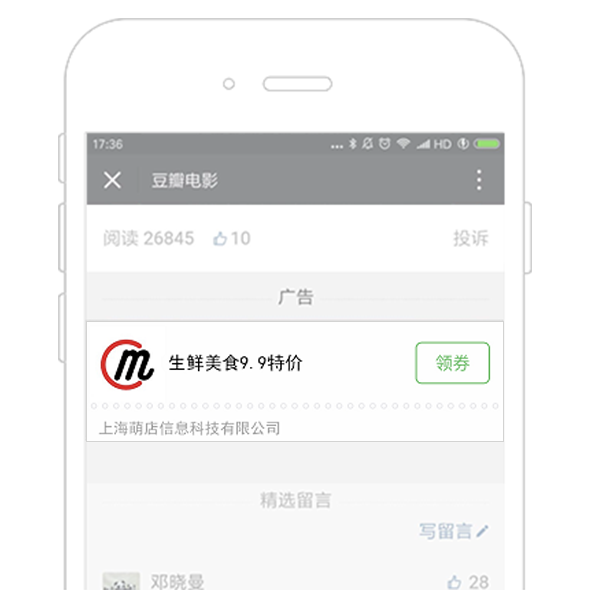 17:36
HD
豆瓣电影
阅读 26845 10 投诉
广告
m
生鲜美食9.9特价
领券
上海萌店信息科技有限公司
精选留言
写留言
邓晓曼 28